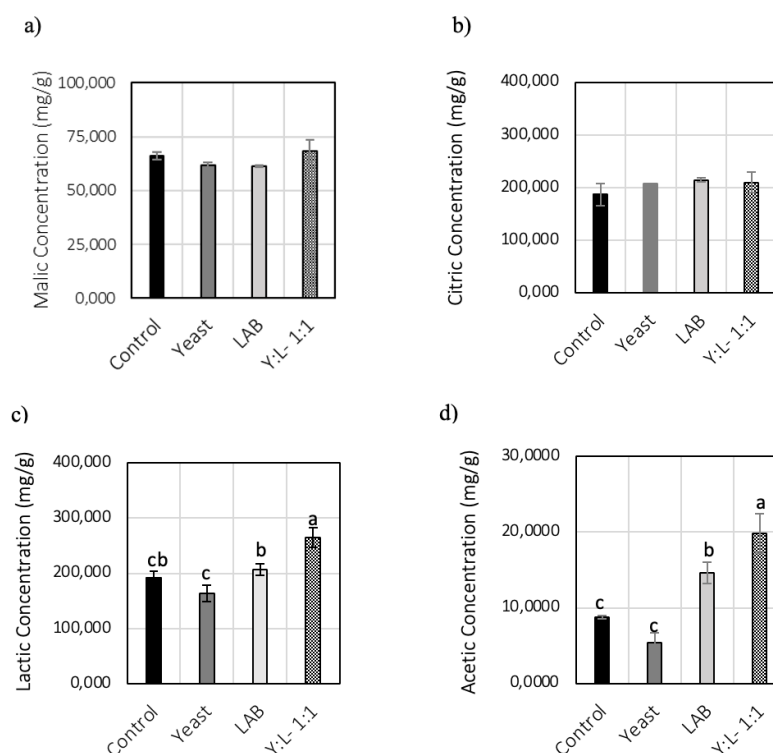 a)
Malic Concentration (mg/g)
100,000
75,000
50,000
25,000
0,000
Control
Yeast
LAB
Y:L- 1:1
b)
Citric Concentration (mg/g)
400,000
300,000
200,000
100,000
0,000
Control
Yeast
LAB
Y:L- 1:1
c)
Lactic Concentration (mg/g)
400,000
300,000
200,000
100,000
0,000
cb
c
b
a
Control
Yeast
LAB
Y:L- 1:1
d)
Acetic Concentration (mg/g)
30,0000
20,0000
10,0000
0,0000
c
c
b
a
Control
Yeast
LAB
Y:L- 1:1